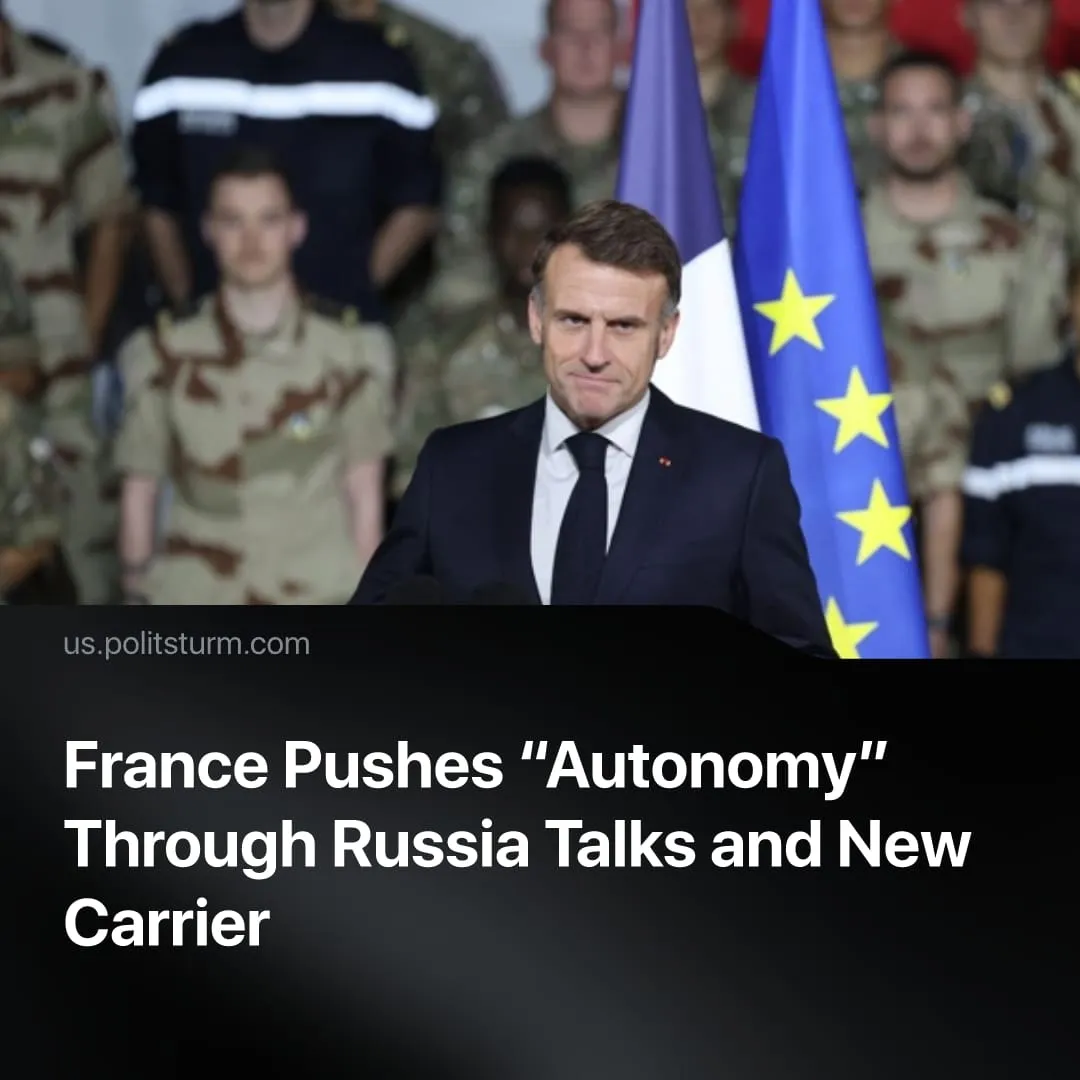 us.politsturm.com
France Pushes “Autonomy”
Through Russia Talks and New
Carrier